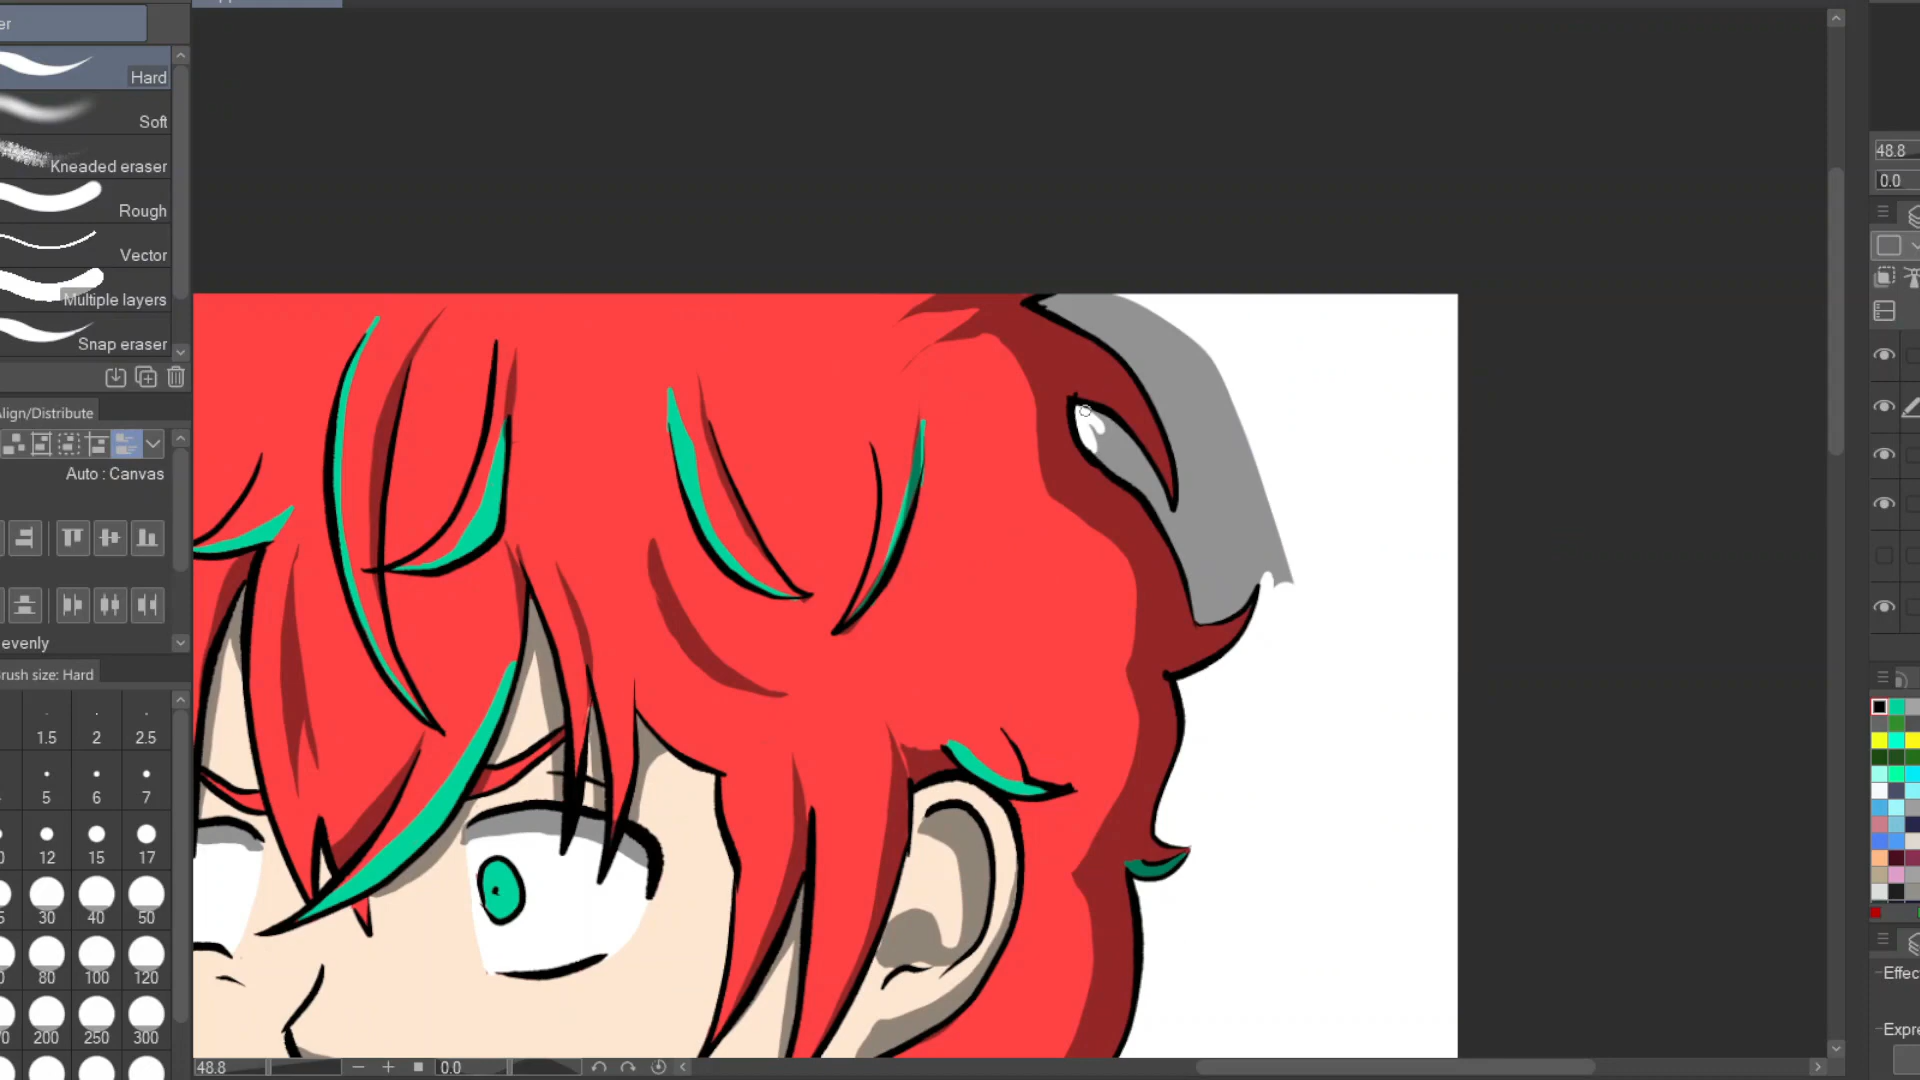 er
Hard
Soft
Kneaded eraser
Rough
Vector
Multiple layers
Snap eraser
Align/Distribute
Auto : Canvas
evenly
Brush size: Hard
1.5 2 2.5
5 6 7
12 15 17
30 40 50
80 100 120
200 250 300
48.8 0.0
48.8
0.0
Effec
Expre